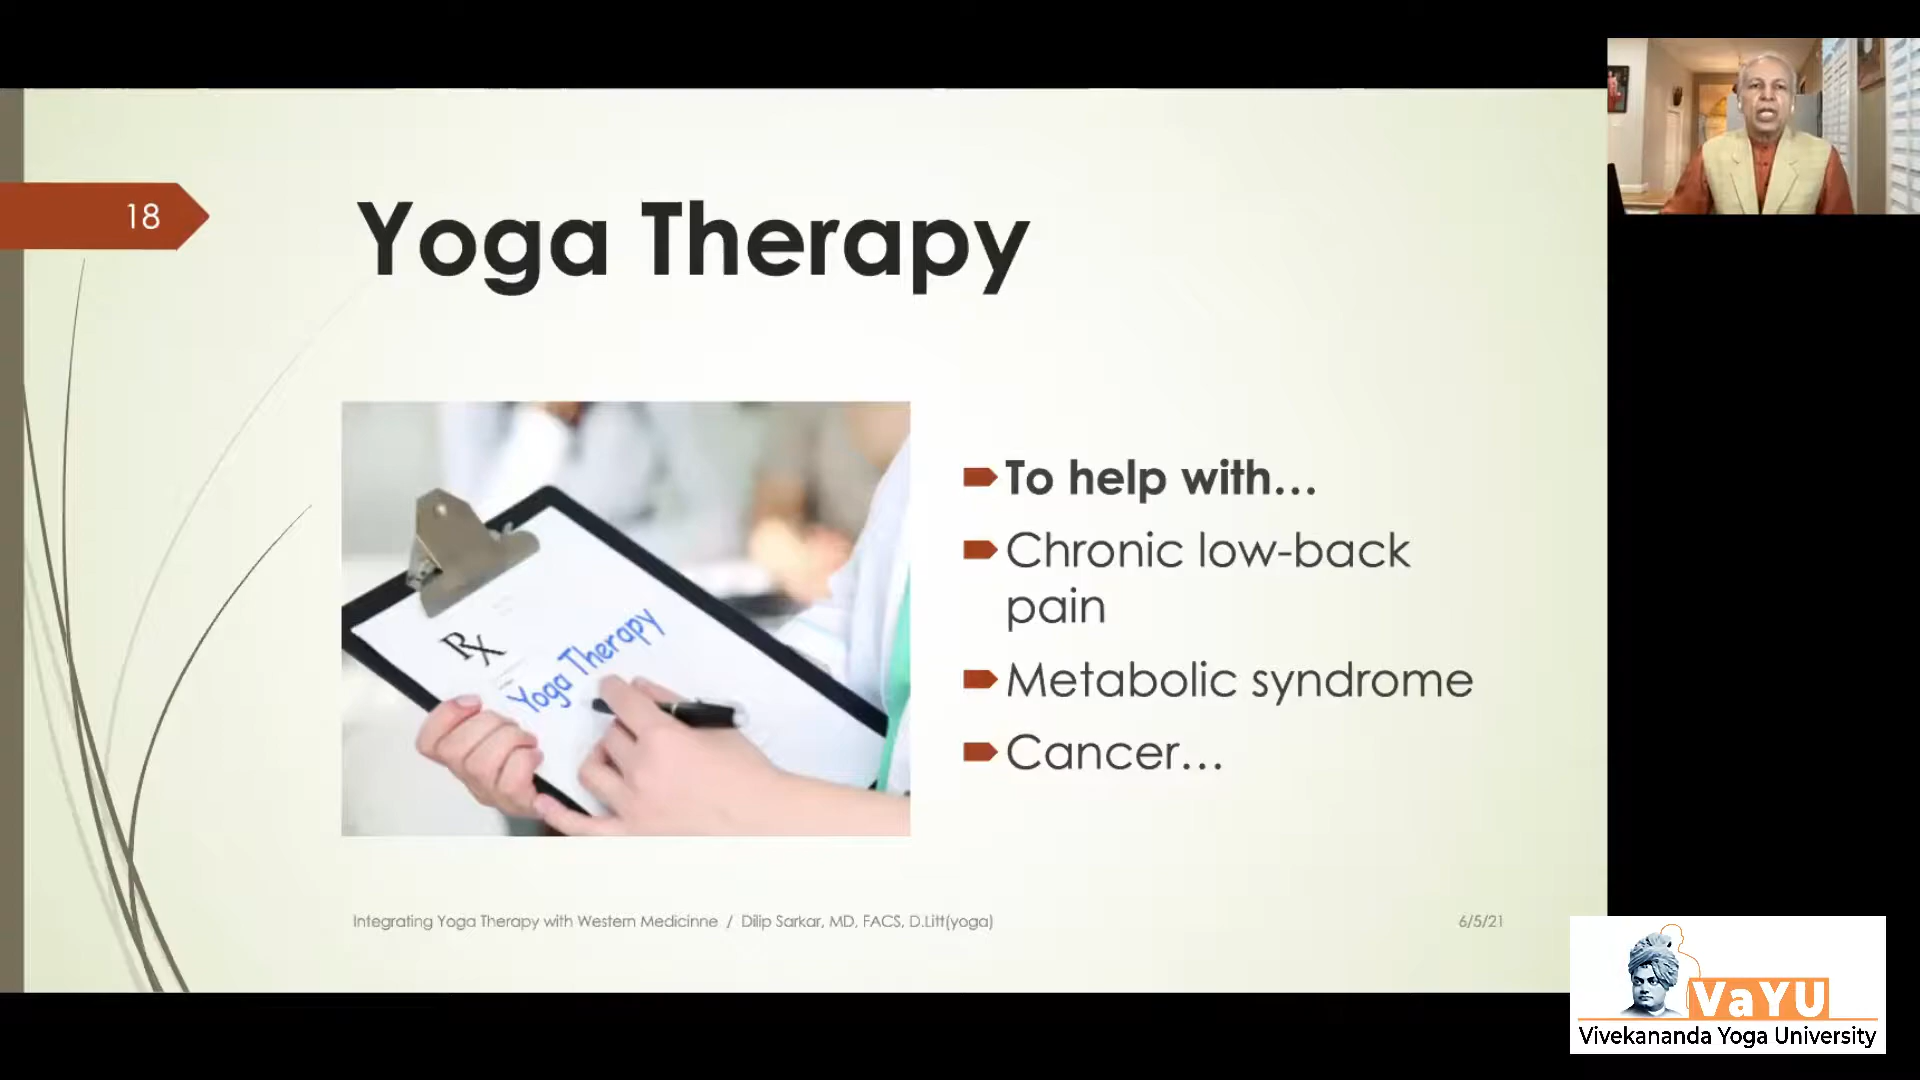 18
Yoga Therapy
Rx
Yoga Therapy
To help with...
Chronic low-back
pain
Metabolic syndrome
Cancer...
Integrating Yoga Therapy with Western Medicinne / Dilip Sarkar, MD, FACS, D.Litt(yoga)
6/5/21
VaYU
Vivekananda Yoga University